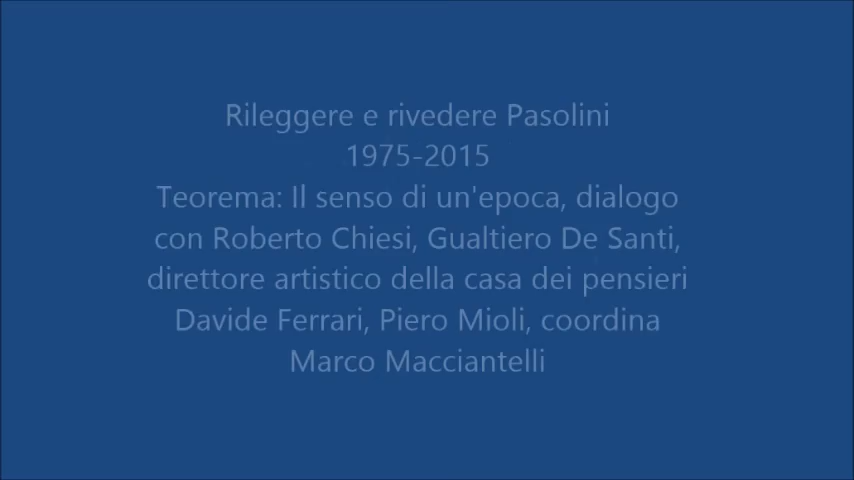 Rileggere e rivedere Pasolini
1975-2015
Teorema: Il senso di un'epoca, dialogo
con Roberto Chiesi, Gualtiero De Santi,
direttore artistico della casa dei pensieri
Davide Ferrari, Piero Mioli, coordina
Marco Macciantelli